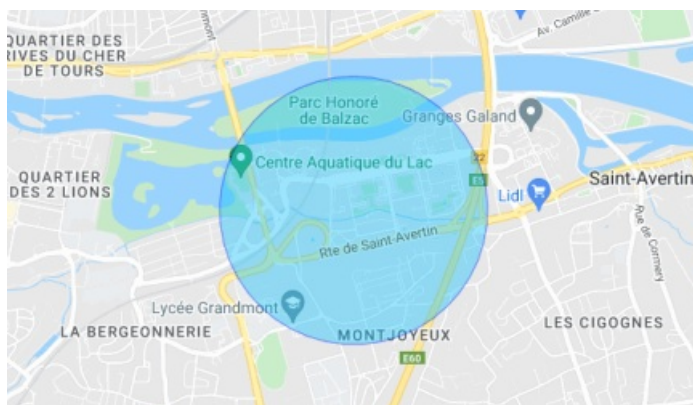 QUARTIER DES
RIVES DU CHER
DE TOURS
Av. Camille
Parc Honoré
de Balzac
Granges Galand
Centre Aquatique du Lac
QUARTIER
DES 2 LIONS
22
E5
Lidl
Saint-Avertin
Rte de Saint-Avertin
Rue de Cormery
Lycée Grandmont
LA BERGEONNERIE
MONTJOYEUX
LES CIGOGNES
E60